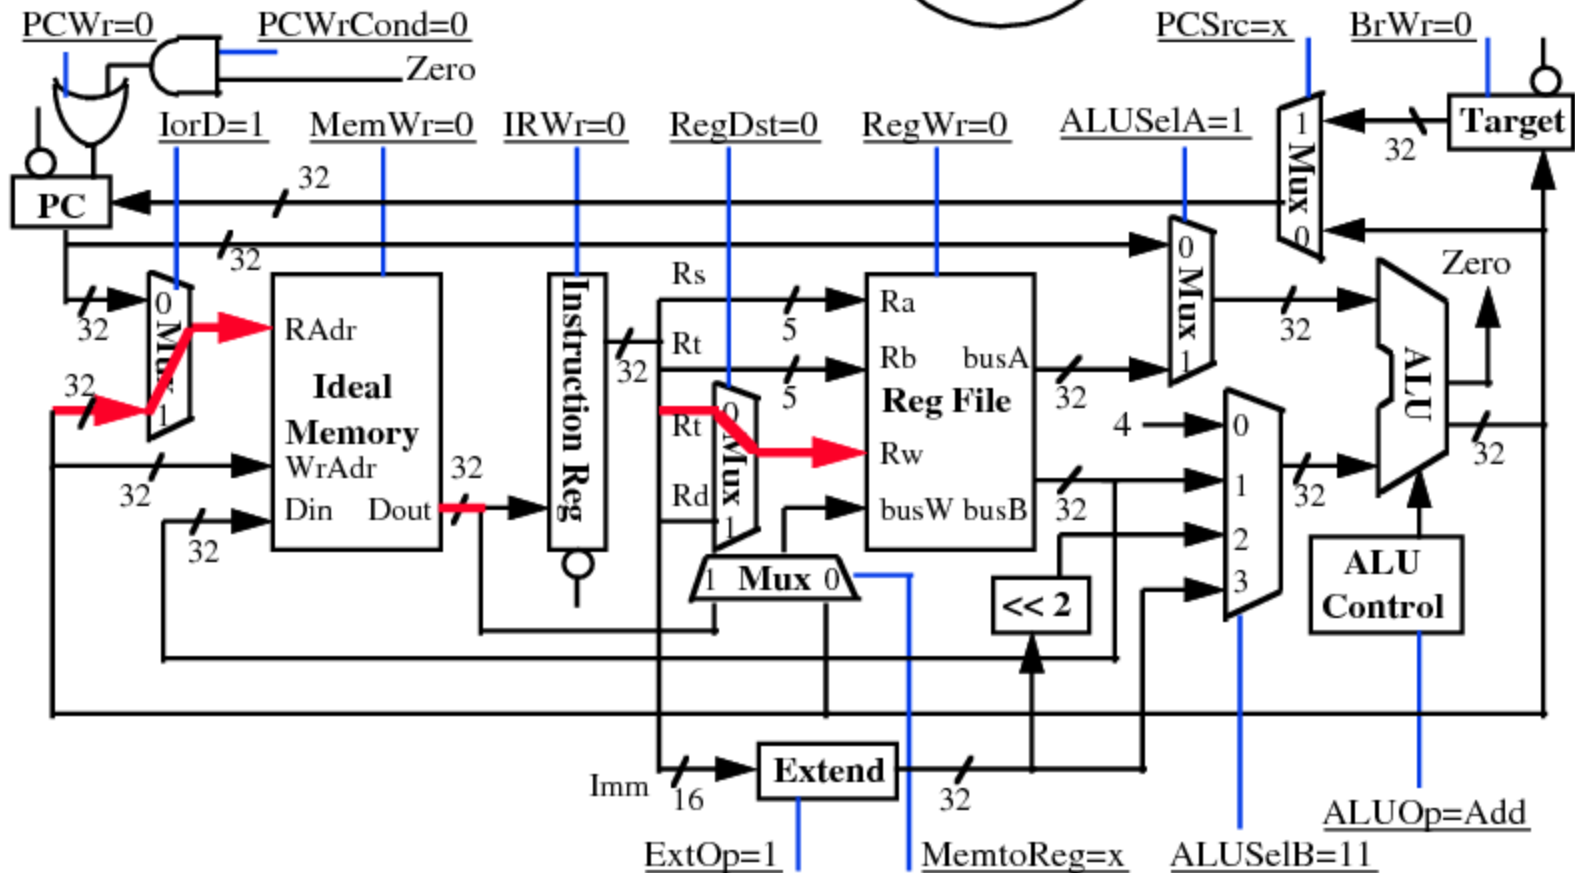 PCWr=0 PCWrCond=0 PCSrc=x BrWr=0
Zero
IorD=1 MemWr=0 IRWr=0 RegDst=0 RegWr=0 ALUSelA=1
1 Mux 0
Target
32
PC
32
32
0 Mux 1
32
32
RAdr
Ideal
Memory
WrAdr
32
Din Dout
32
32
Instruction Reg
32
Rs
Rt
Rt
Rd
5
5
0 Mux 1
Ra
Rb busA
Reg File
Rw
busW busB
32
32
0 Mux 1
32
4
0
1
2
3
32
ALU
Zero
32
1 Mux 0
<< 2
ALU
Control
Imm
16
Extend
32
ALUOp=Add
ExtOp=1 MemtoReg=x ALUSelB=11